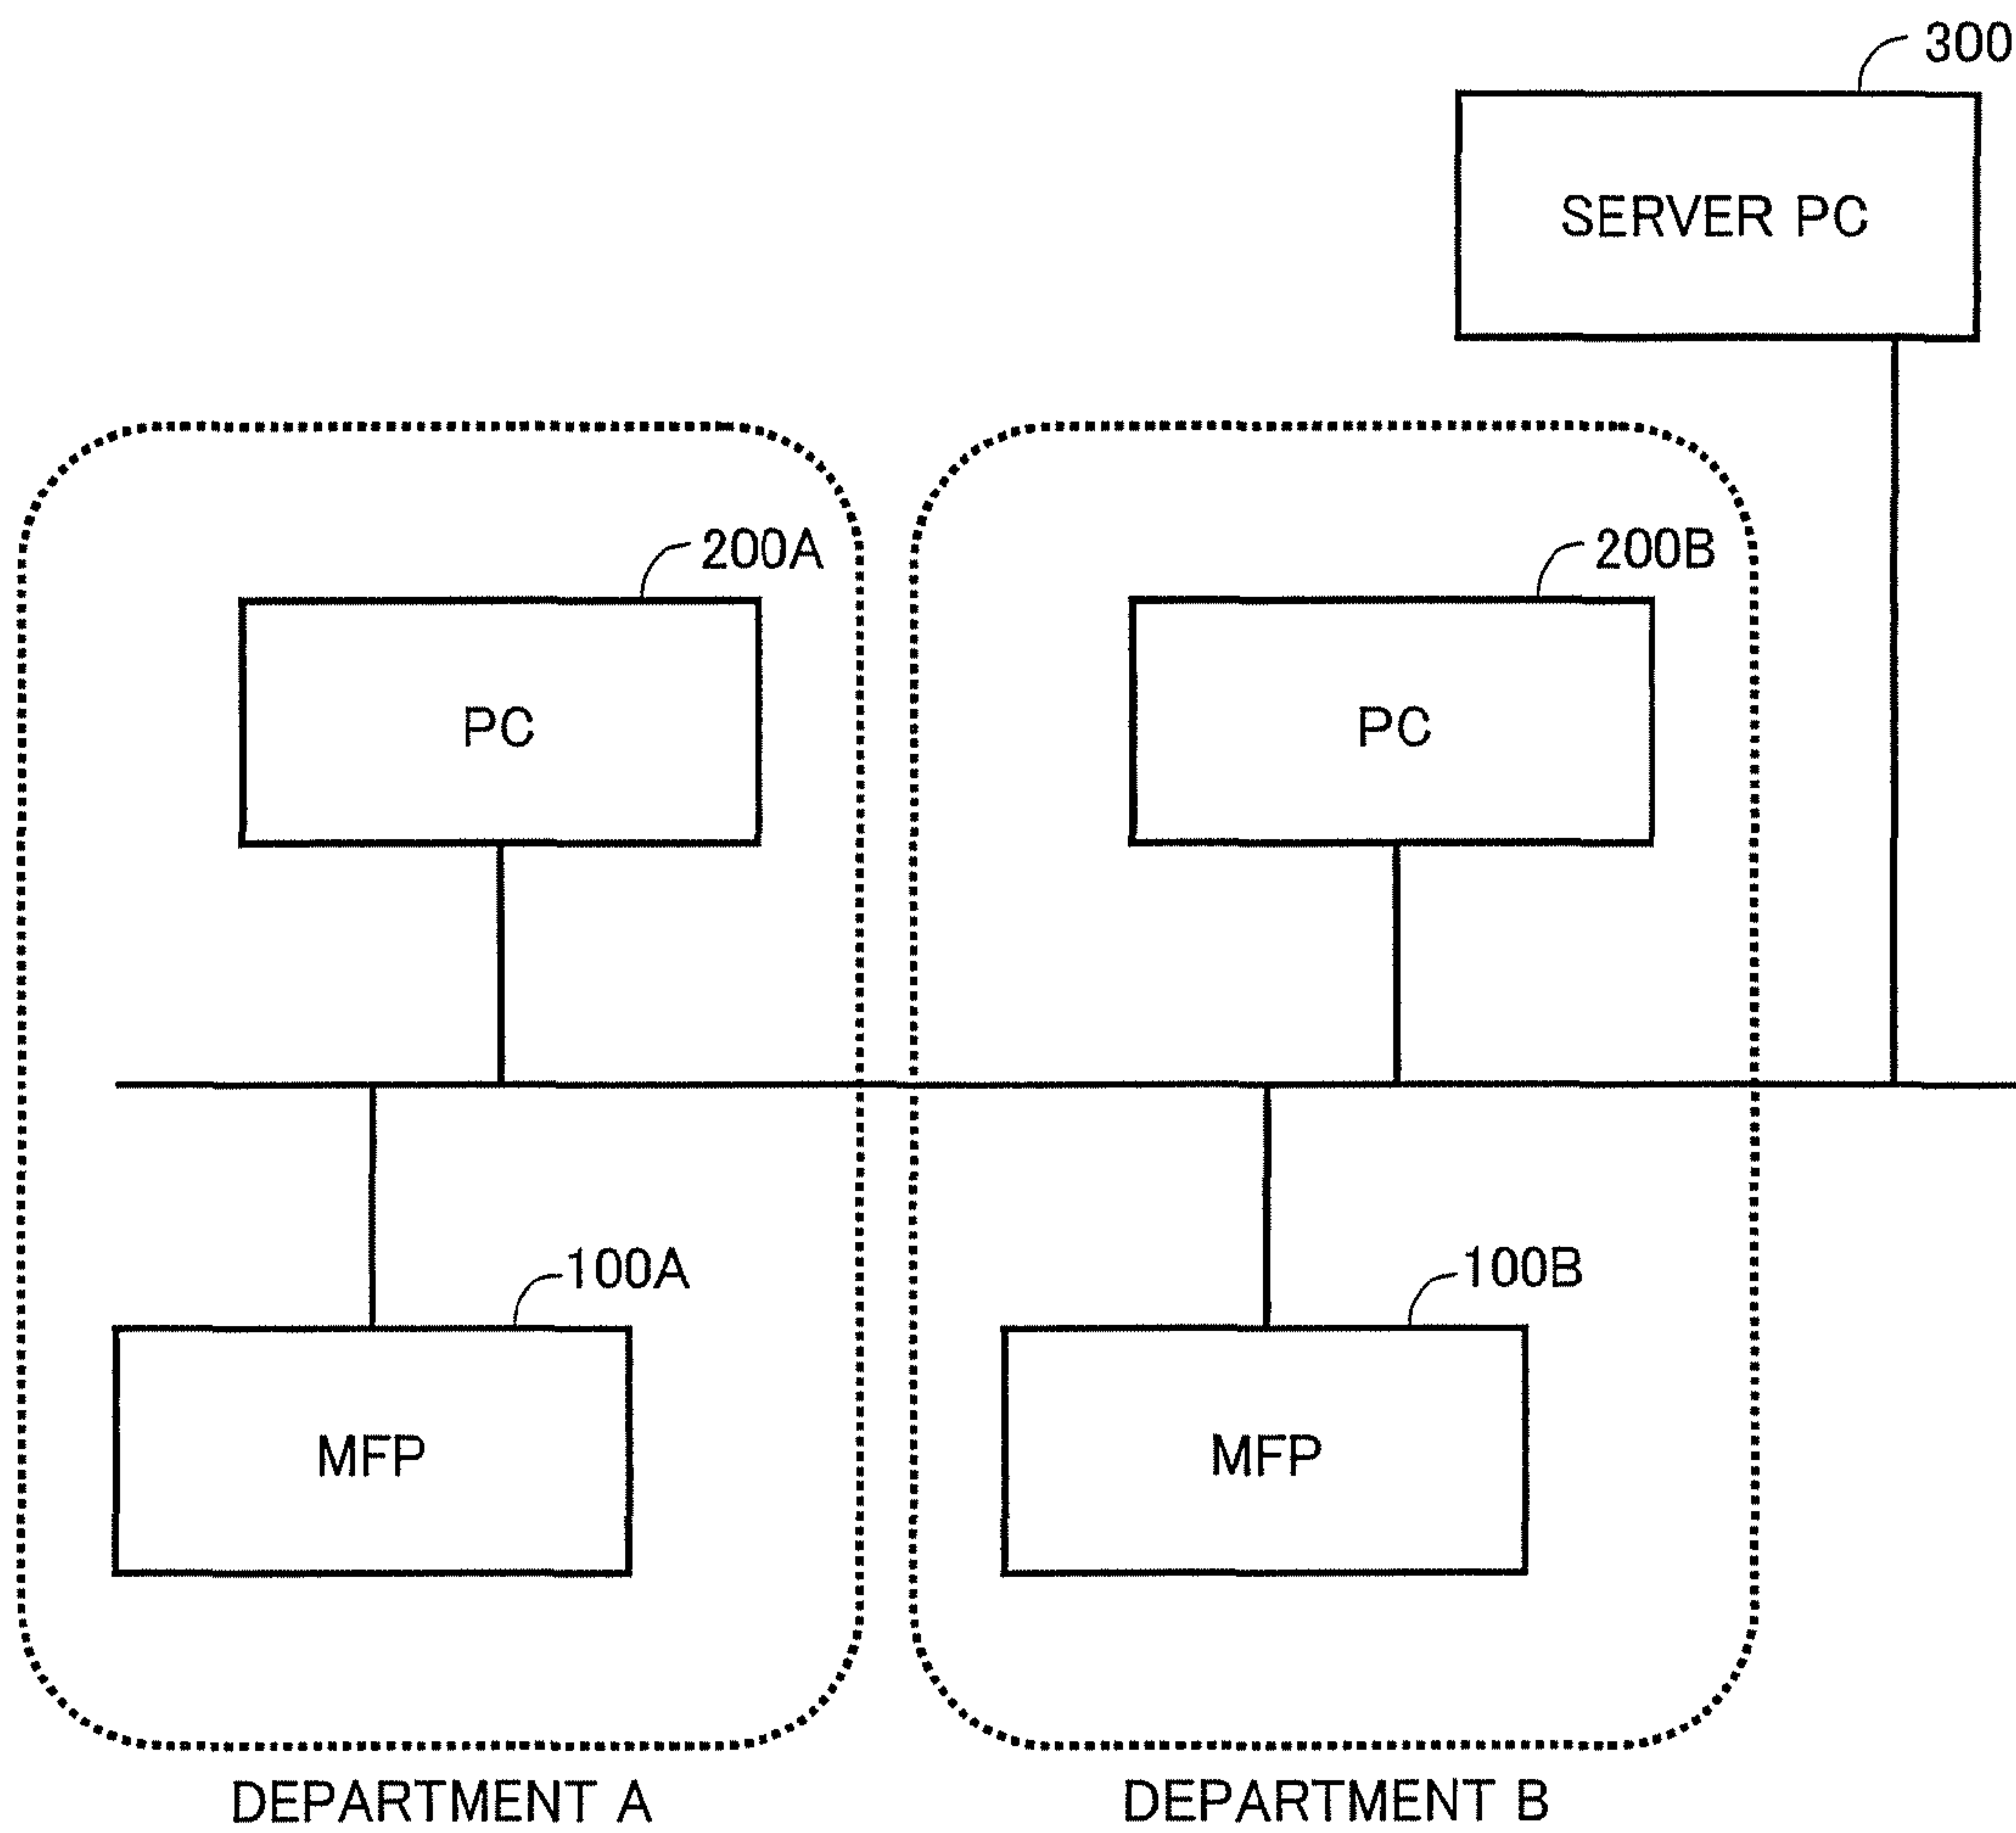 300
SERVER PC
200A
200B
PC
PC
100A
100B
MFP
MFP
DEPARTMENT A
DEPARTMENT B